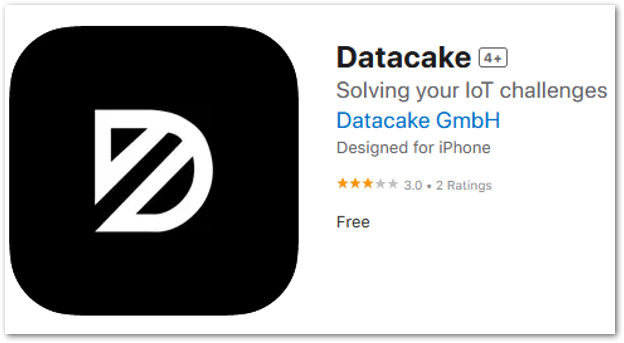 Datacake 4+
Solving your IoT challenges
Datacake GmbH
Designed for iPhone
★★★★★ 3.0 • 2 Ratings
Free